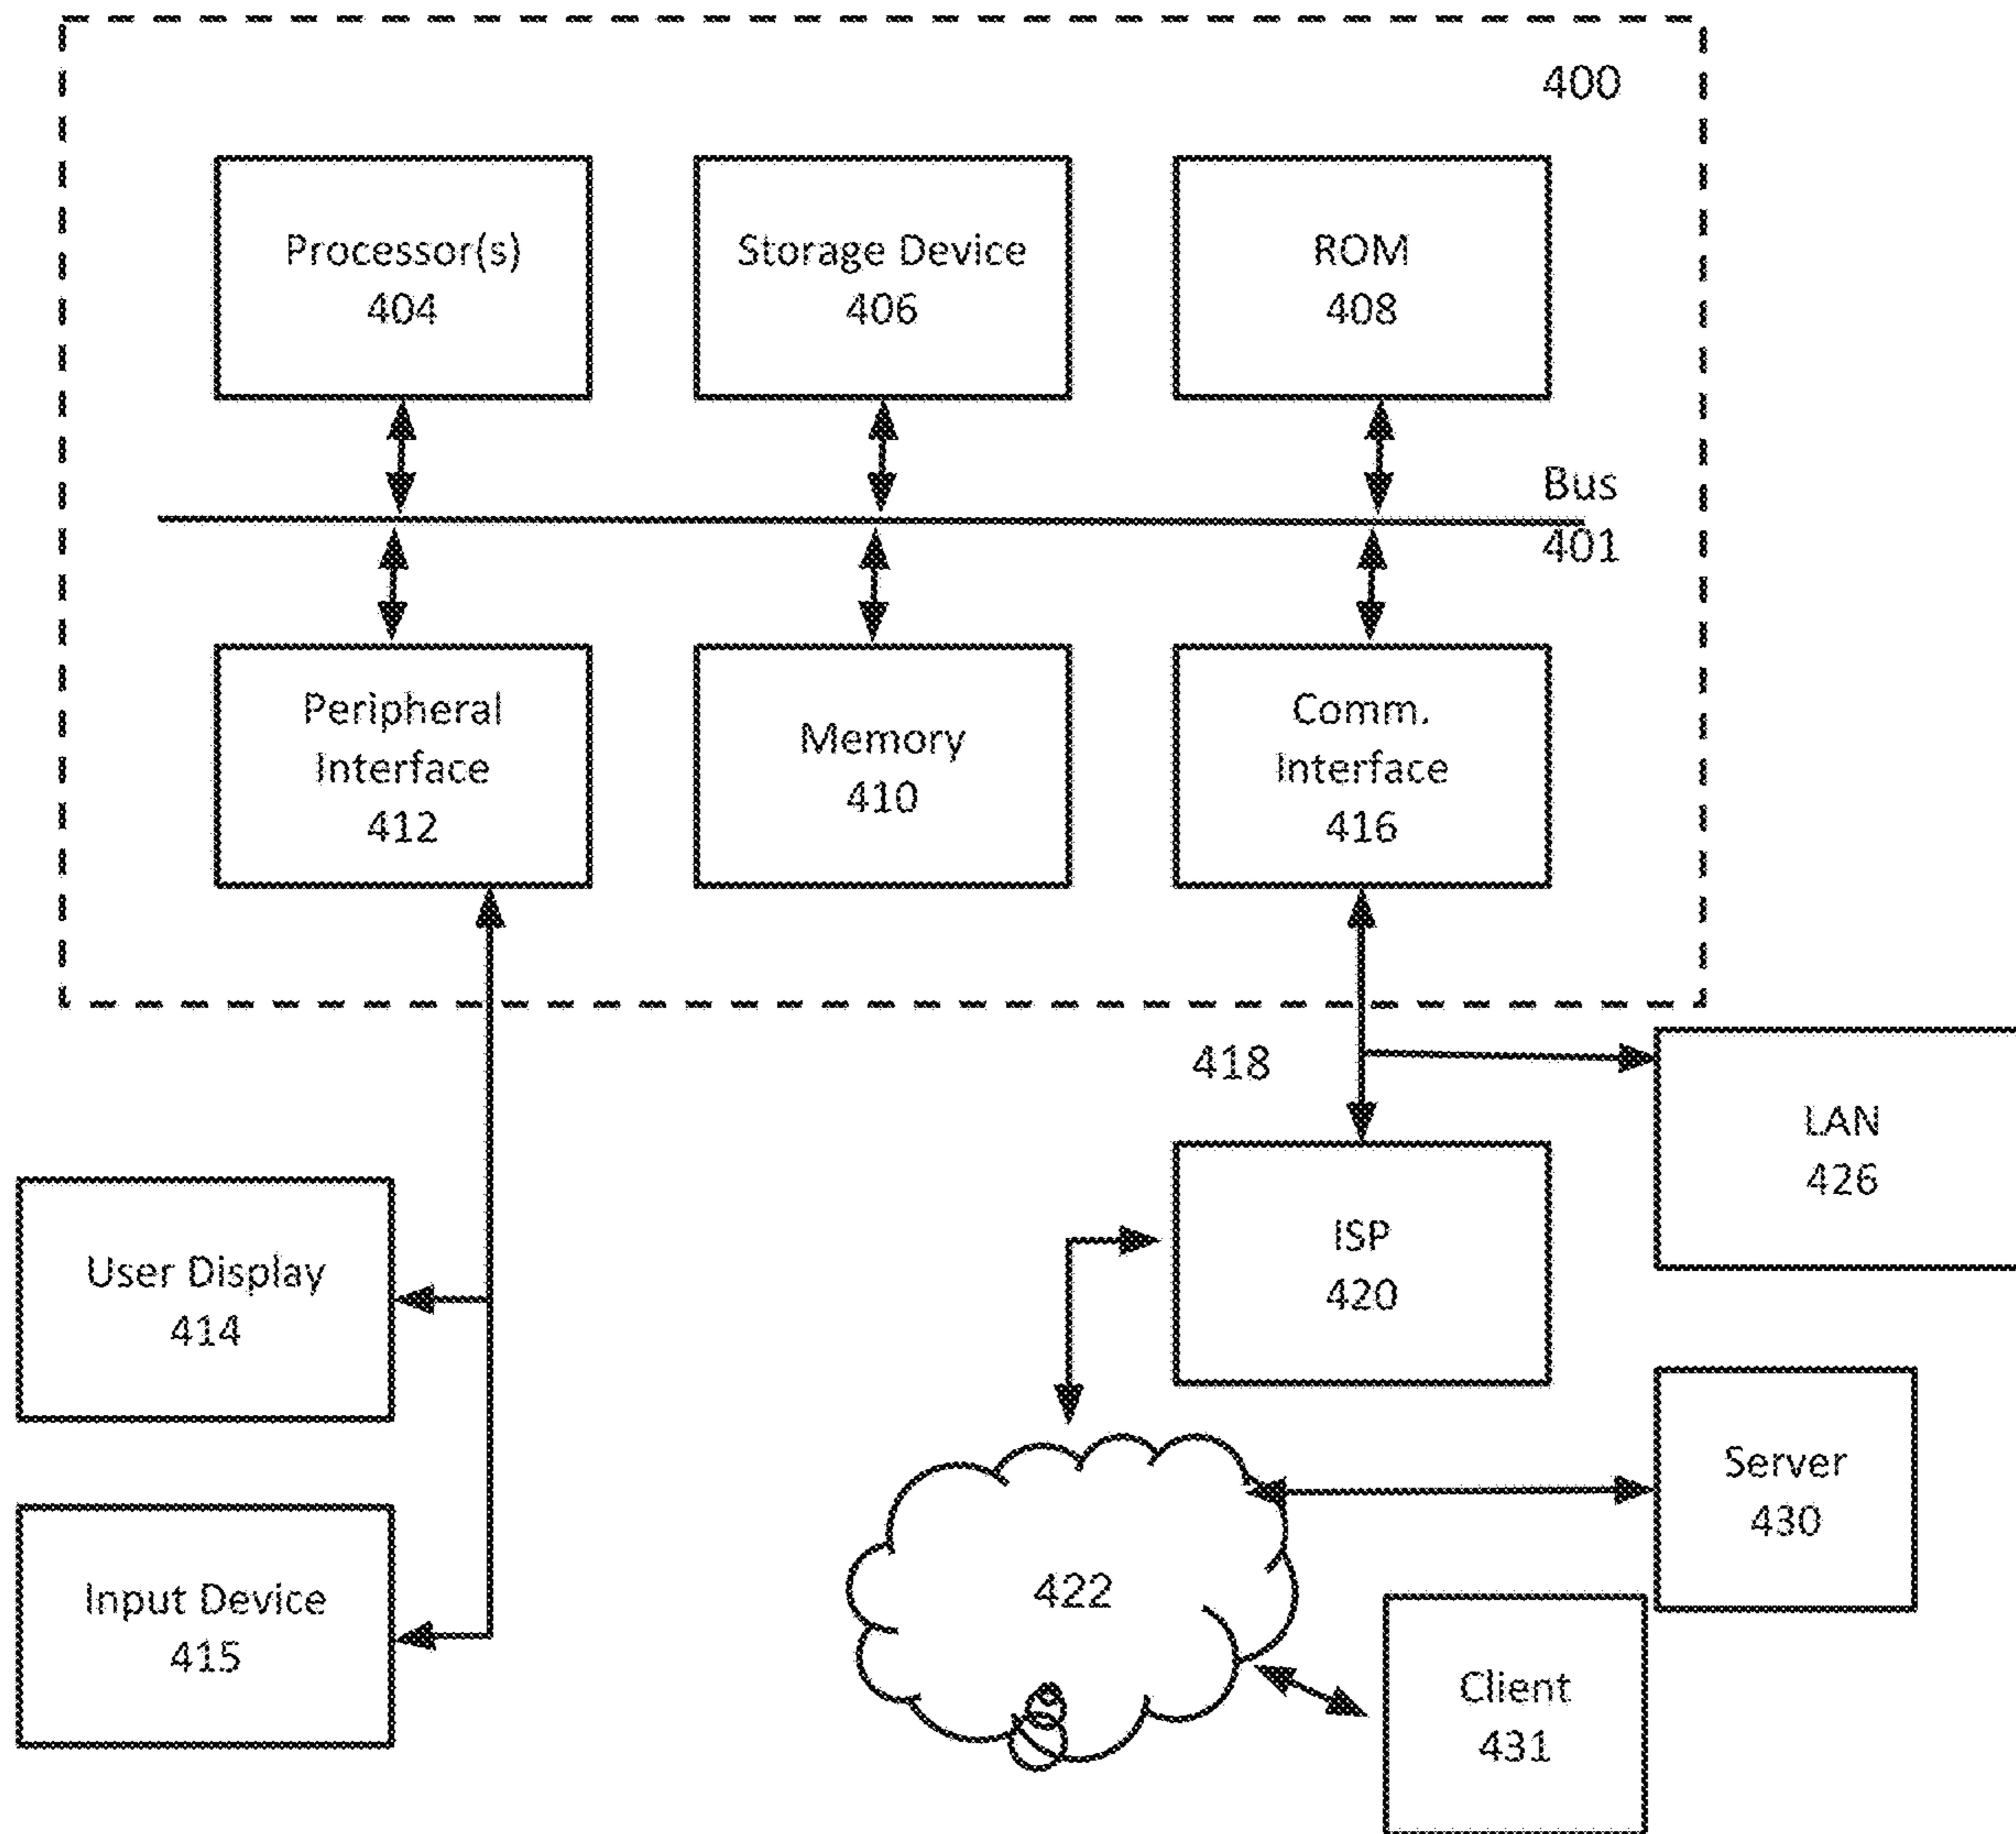 400
Processor(s)
404
Storage Device
406
ROM
408
Bus
401
Peripheral
Interface
412
Memory
410
Comm.
Interface
416
418
LAN
426
User Display
414
ISP
420
Server
430
Input Device
415
422
Client
431